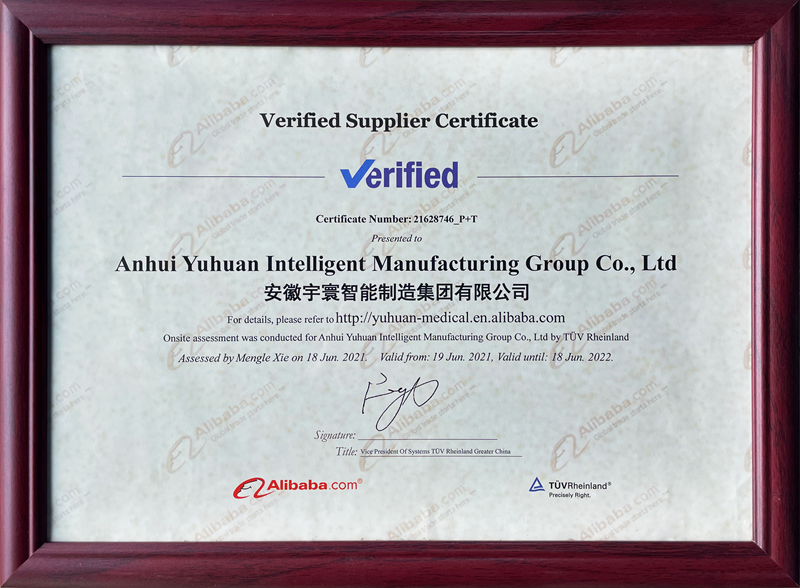 Verified Supplier Certificate
Verified
Certificate Number: 21628746_P+T
Presented to
Anhui Yuhuan Intelligent Manufacturing Group Co., Ltd
安徽宇寰智能制造集团有限公司
For details, please refer to http://yuhuan-medical.en.alibaba.com
Onsite assessment was conducted for Anhui Yuhuan Intelligent Manufacturing Group Co., Ltd by TÜV Rheinland
Assessed by Mengle Xie on 18 Jun. 2021. Valid from: 19 Jun. 2021, Valid until: 18 Jun. 2022.
Signature:
Title: Vice President Of Systems TÜV Rheinland Greater China
Alibaba.com®
TÜVRheinland®
Precisely Right.